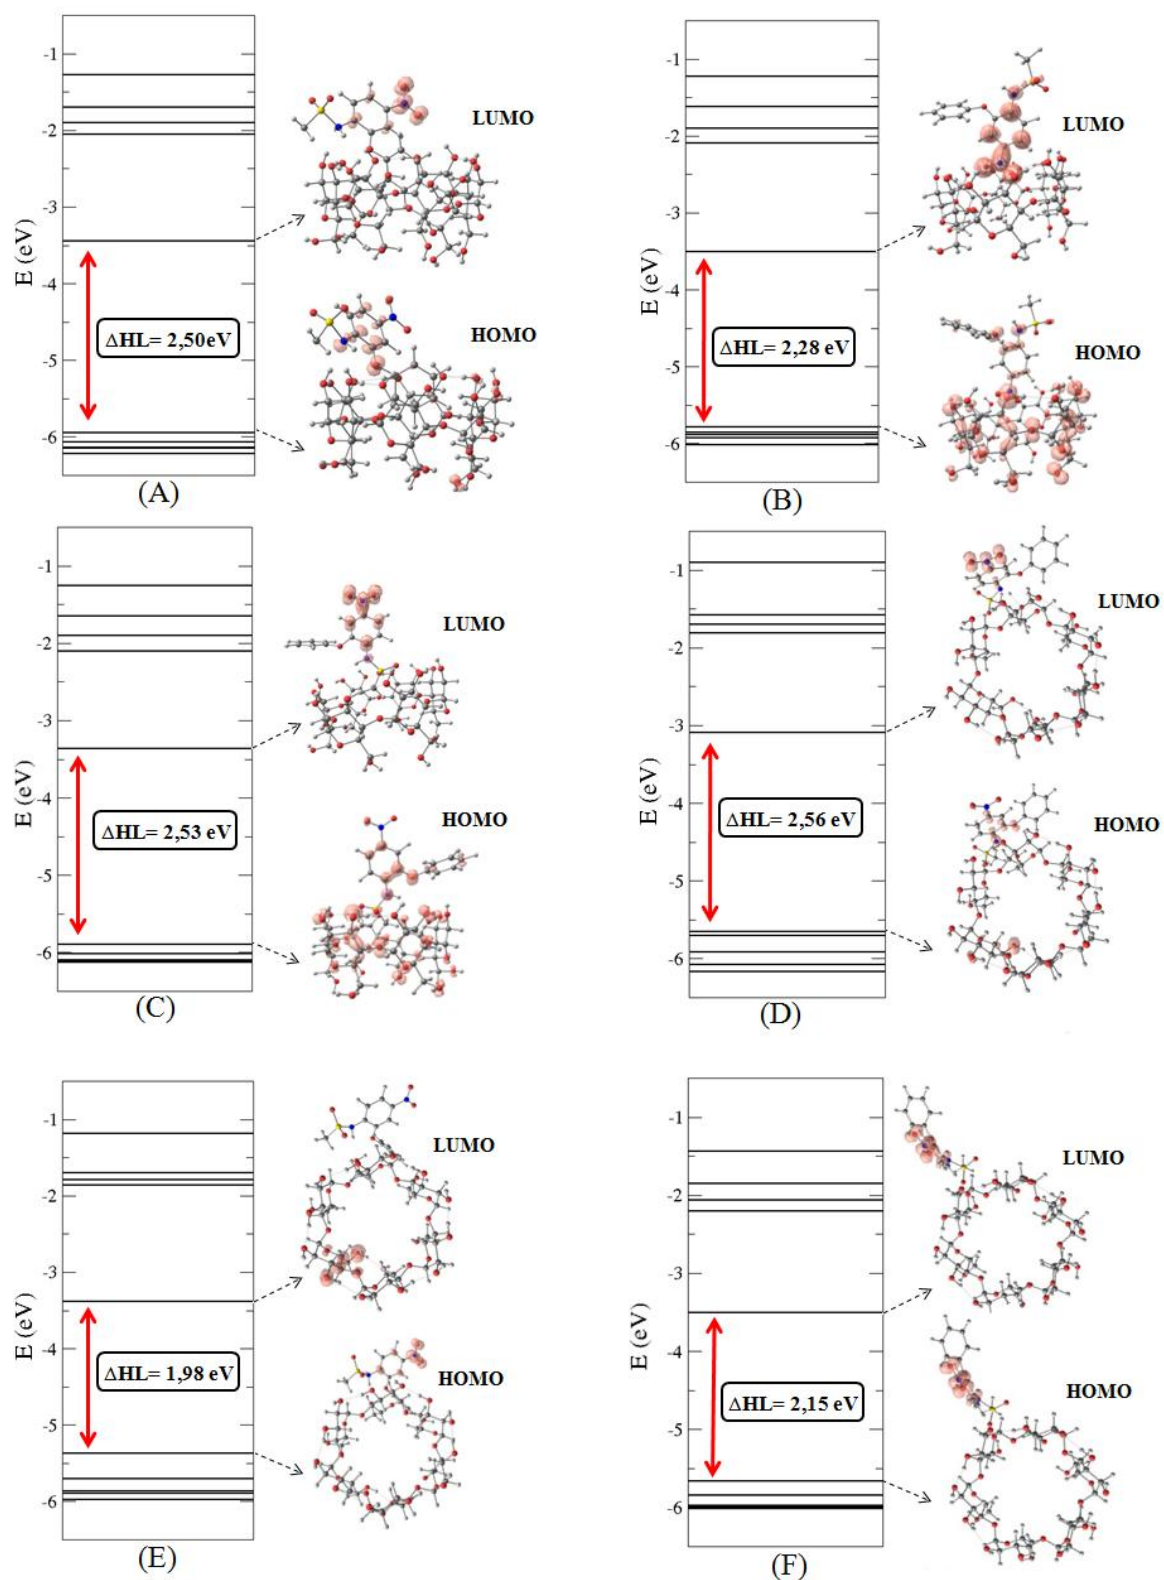 -1
-2
-3
-4
-5
-6
E (eV)
ΔHL= 2,50eV
LUMO
HOMO
(A)
-1
-2
-3
-4
-5
-6
E (eV)
ΔHL= 2,28 eV
LUMO
HOMO
(B)
-1
-2
-3
-4
-5
-6
E (eV)
ΔHL= 2,53 eV
LUMO
HOMO
(C)
-1
-2
-3
-4
-5
-6
E (eV)
ΔHL= 2,56 eV
LUMO
HOMO
(D)
-1
-2
-3
-4
-5
-6
E (eV)
ΔHL= 1,98 eV
LUMO
HOMO
(E)
-1
-2
-3
-4
-5
-6
E (eV)
ΔHL= 2,15 eV
LUMO
HOMO
(F)